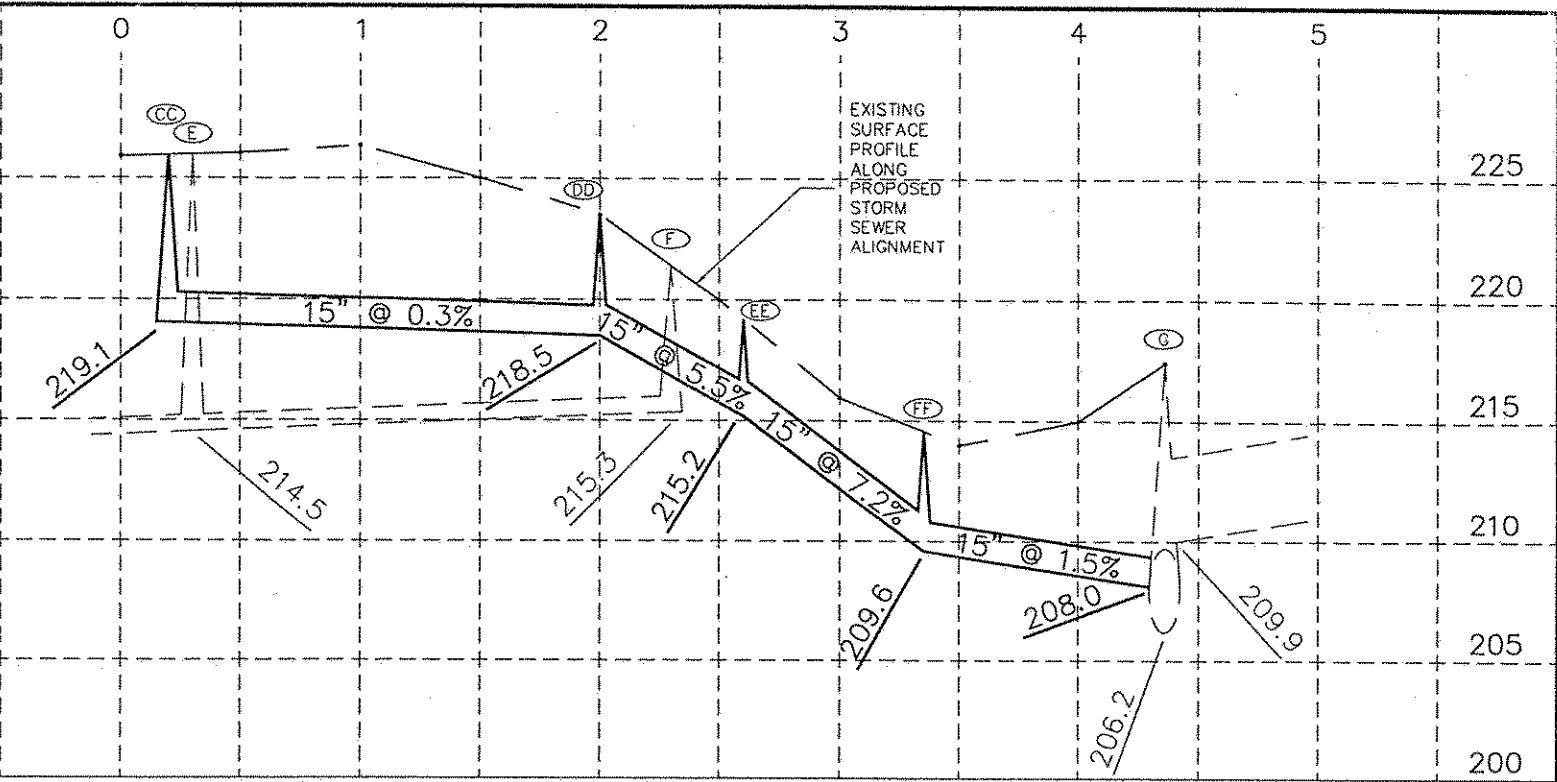 0 1 2 3 4 5
CC
E
EXISTING
SURFACE
PROFILE
ALONG
PROPOSED
STORM
SEWER
ALIGNMENT
225
DD
F
220
EE
15" @ 0.3%
15" @ 5.5%
G
219.1
218.5
FF
215
15" @ 7.2%
214.5
215.3
215.2
210
15" @ 1.5%
209.6
208.0
209.9
205
206.2
200